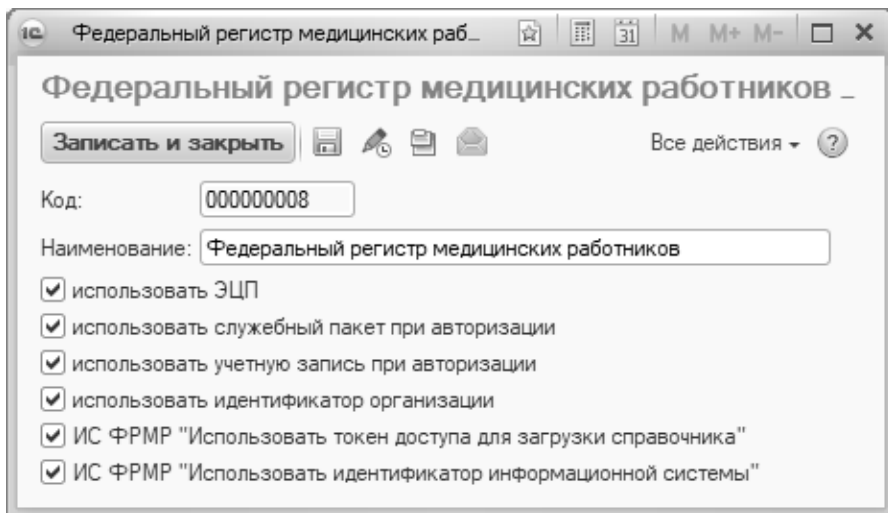 1С Федеральный регистр медицинских раб... 31 M M+ M-
Федеральный регистр медицинских работников ...
Записать и закрыть Все действия ?
Код: 000000008
Наименование: Федеральный регистр медицинских работников
использовать ЭЦП
использовать служебный пакет при авторизации
использовать учетную запись при авторизации
использовать идентификатор организации
ИС ФРМР "Использовать токен доступа для загрузки справочника"
ИС ФРМР "Использовать идентификатор информационной системы"